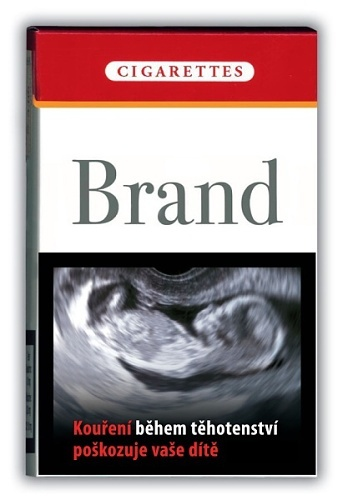 CIGARETTES
Brand
Kouření během těhotenství
poškozuje vaše dítě